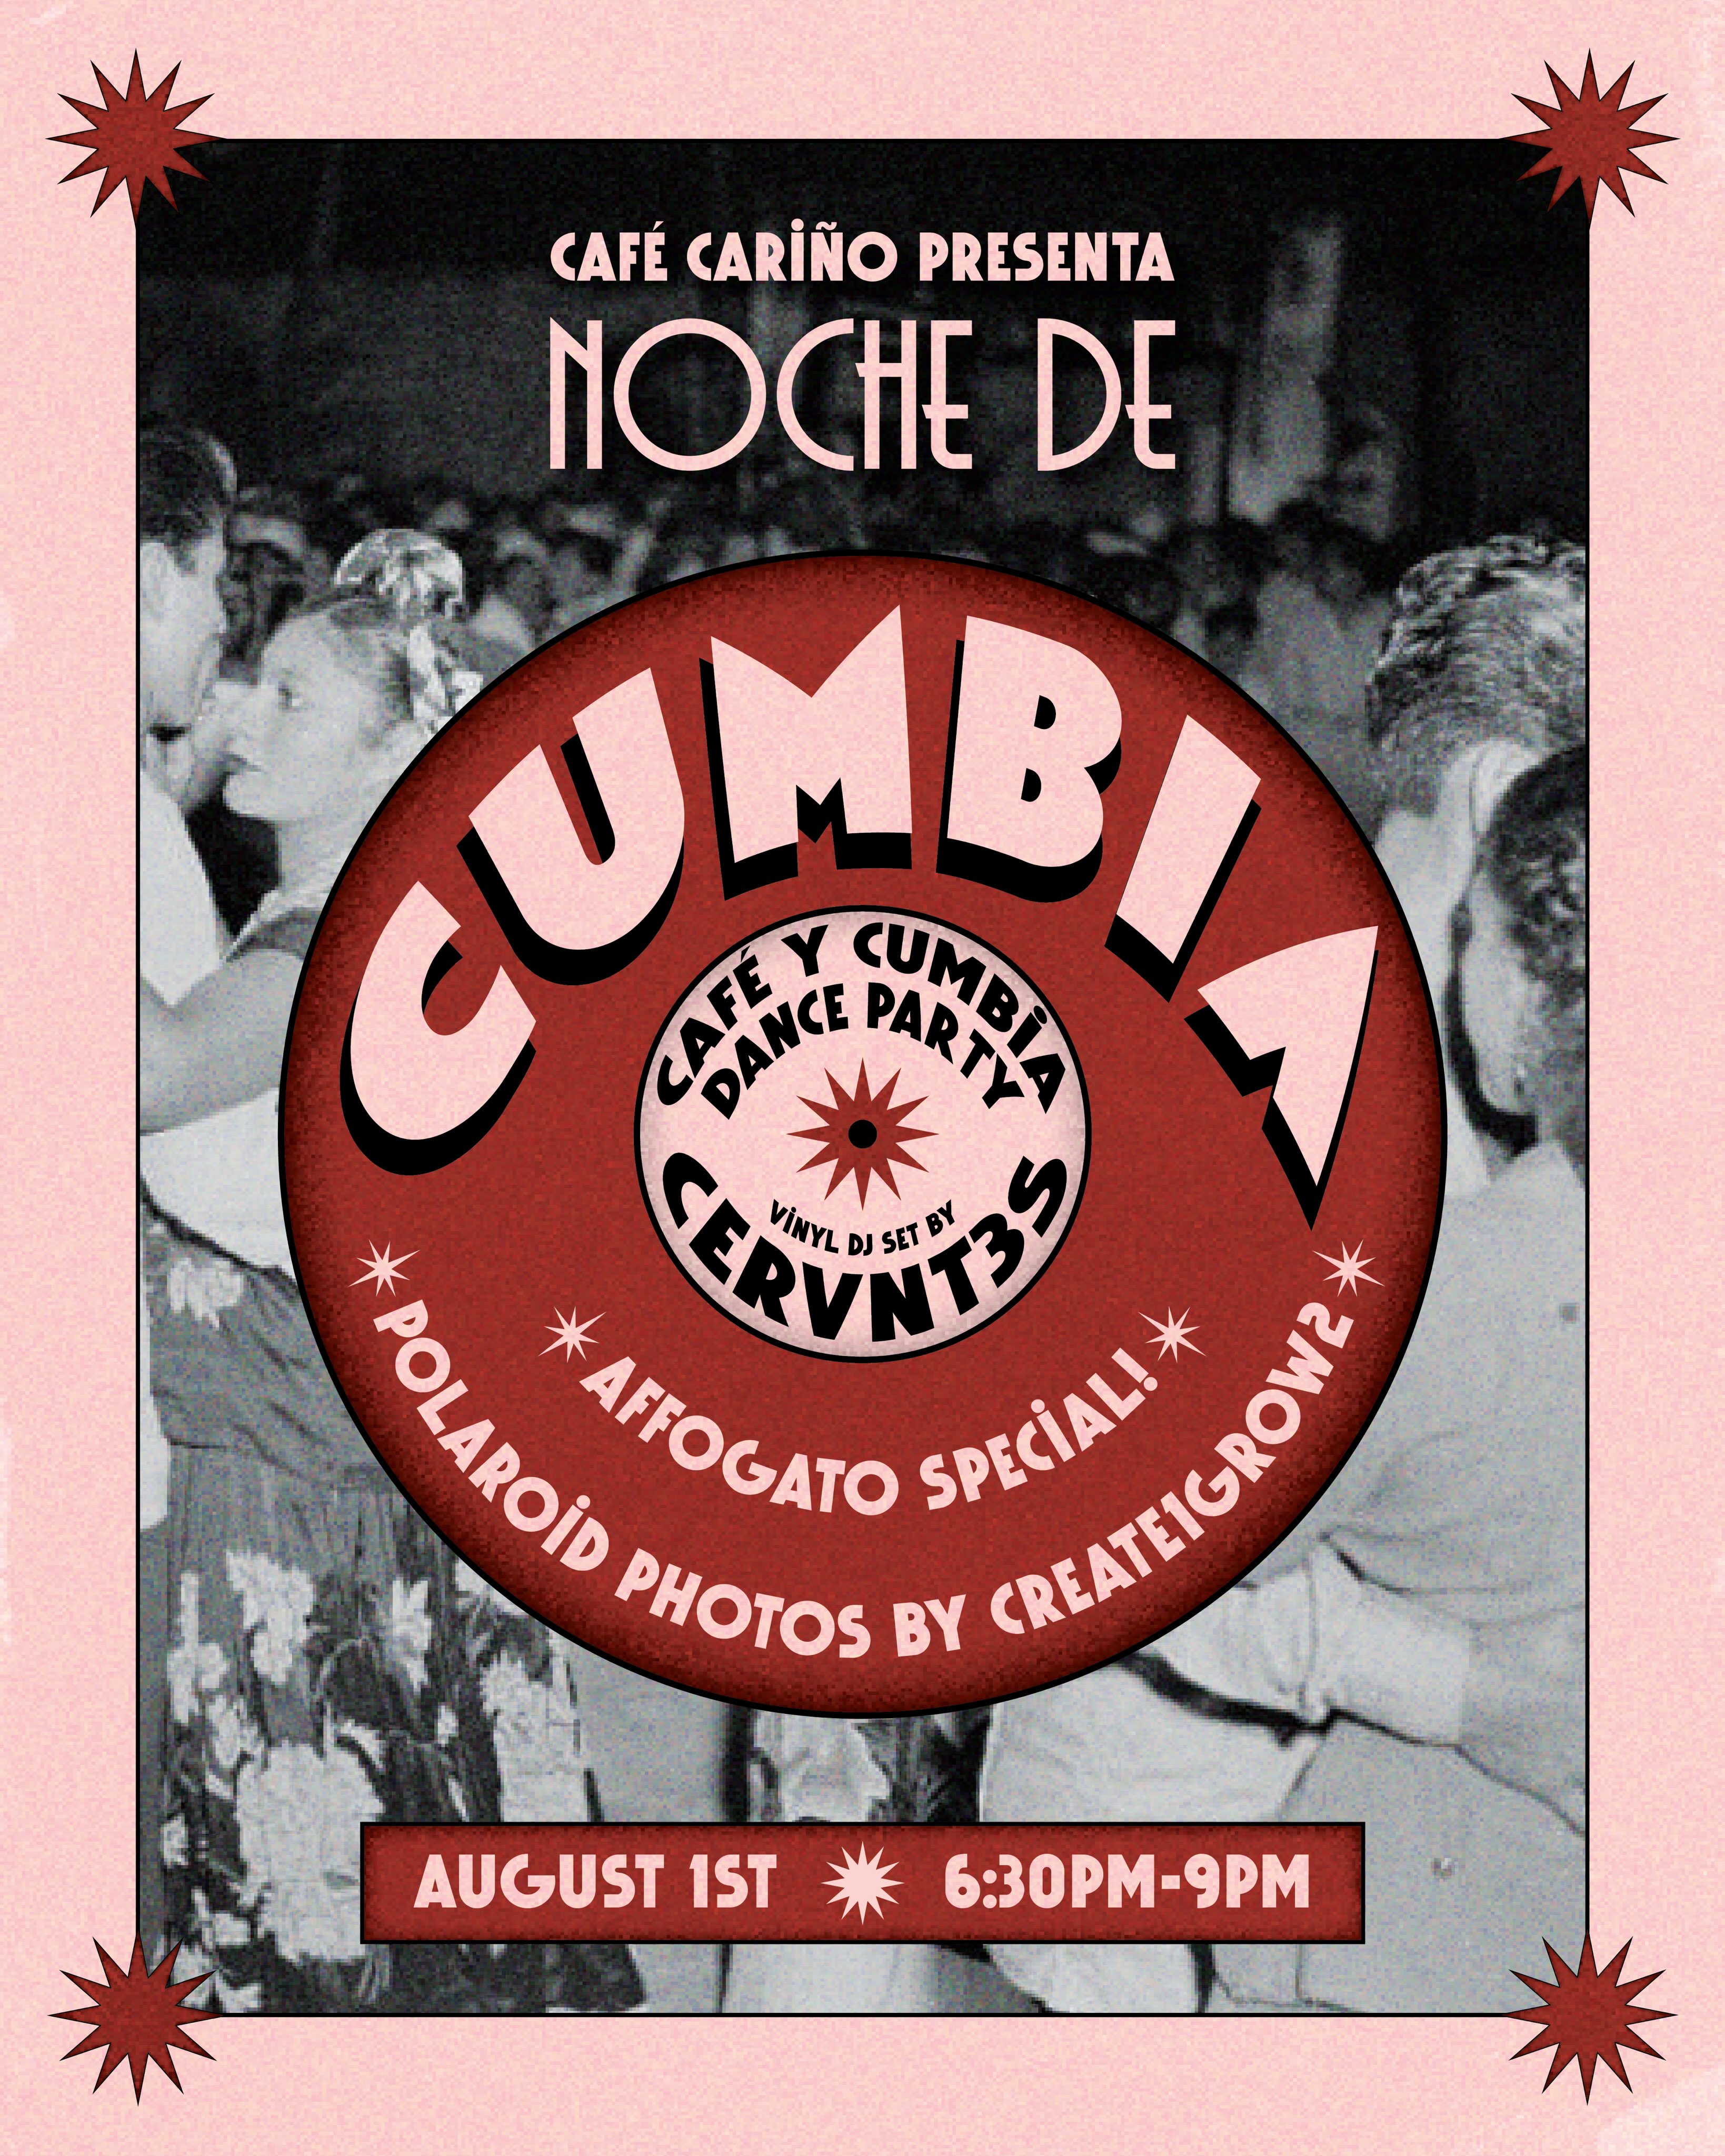 CAFÉ CARIÑO PRESENTA
NOCHE DE
CUMBIA
CAFÉ Y CUMBIA
DANCE PARTY
VINYL DJ SET BY
CERVNT3S
AFFOGATO SPECIAL!
POLAROID PHOTOS BY CREATE1GROW2
AUGUST 1ST 6:30PM-9PM